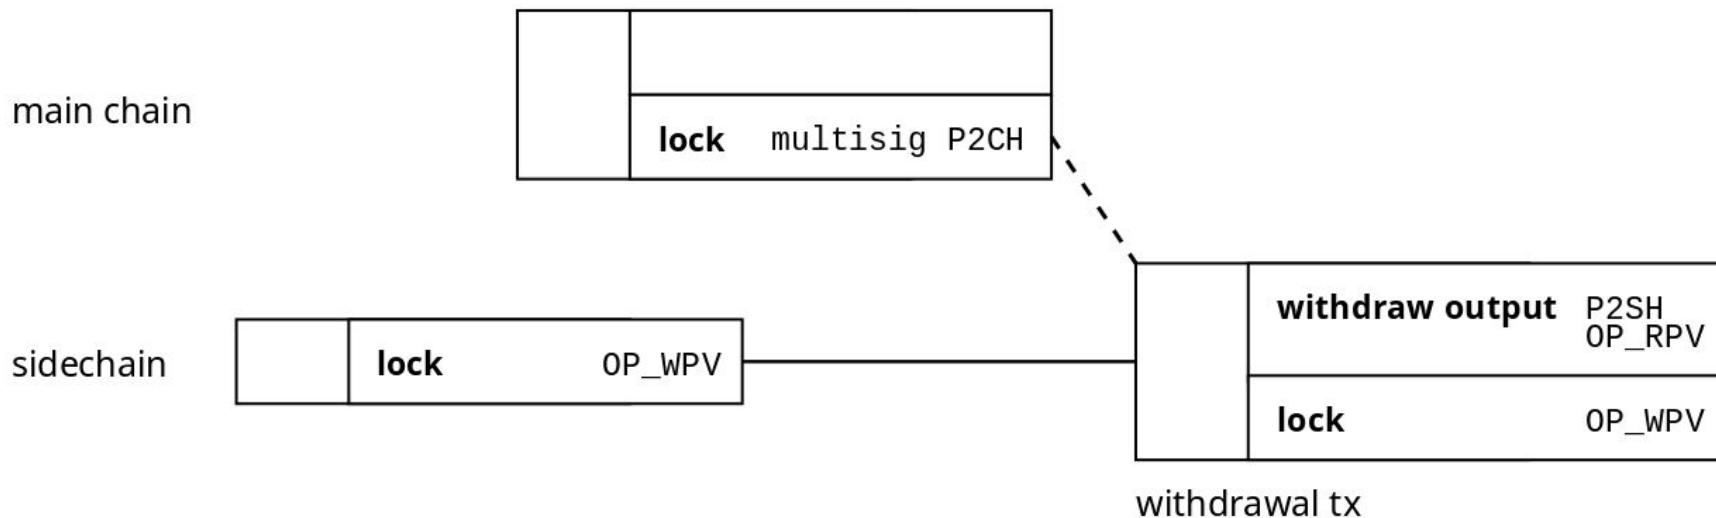 main chain
lock multisig P2CH
sidechain
lock OP_WPV
withdraw output P2SH
OP_RPV
lock OP_WPV
withdrawal tx